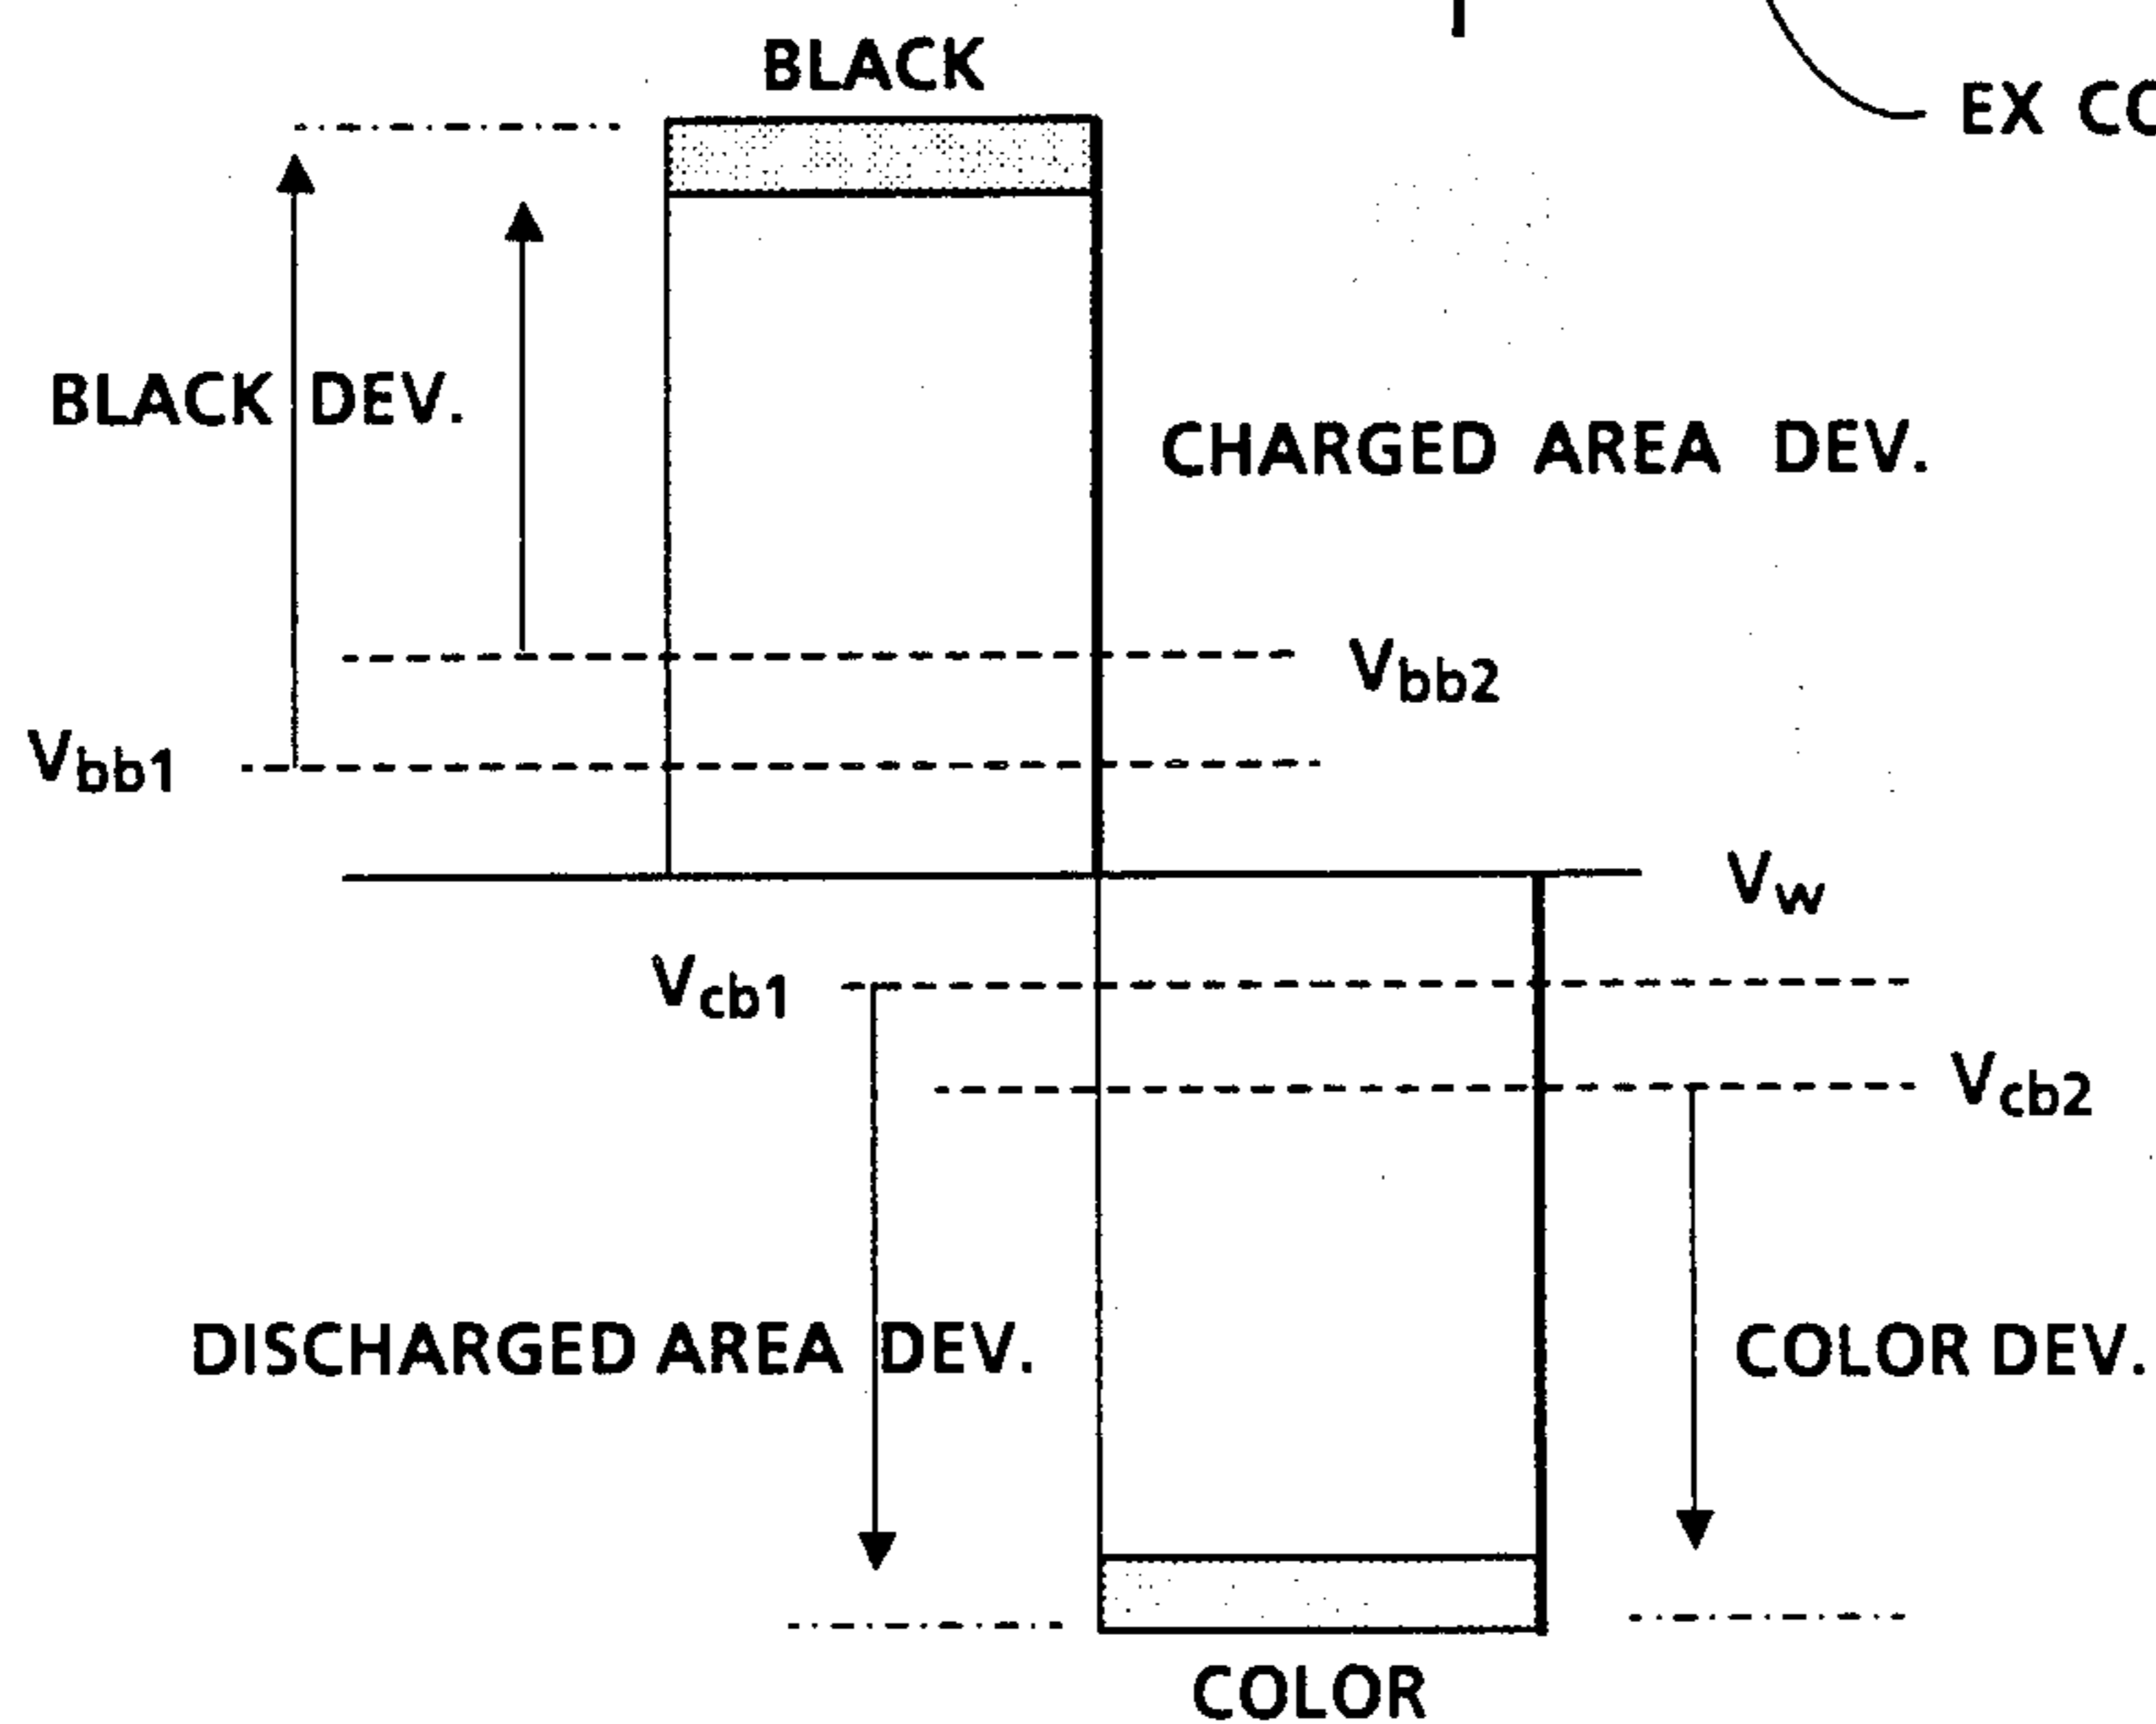 BLACK
EX CO
BLACK DEV.
CHARGED AREA DEV.
Vbb2
Vbb1
Vw
Vcb1
Vcb2
DISCHARGED AREA DEV.
COLOR DEV.
COLOR